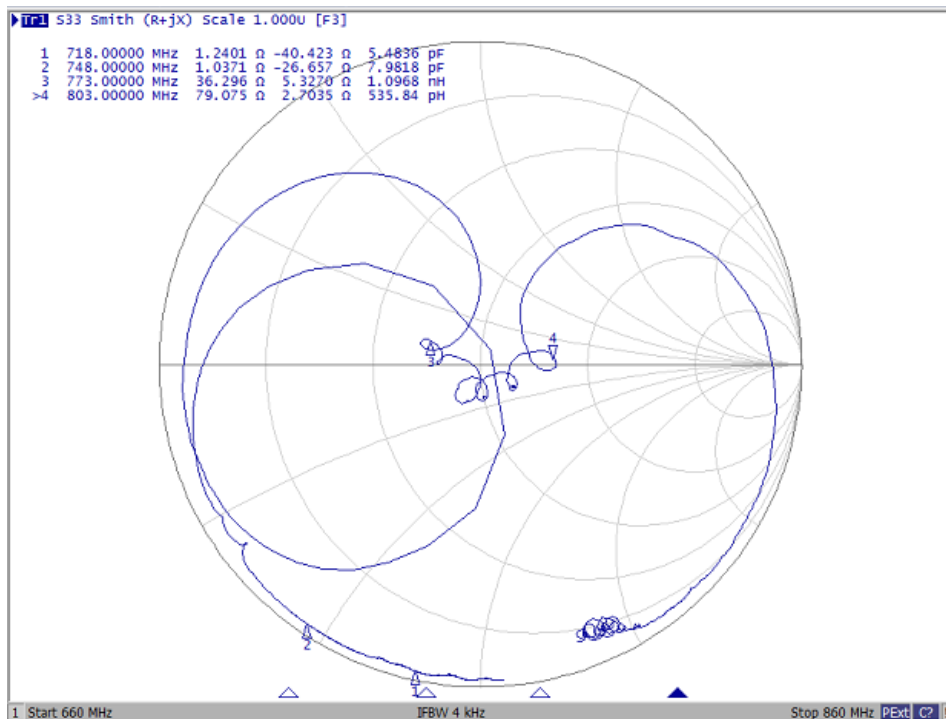 Tr1 S33 Smith (R+jX) Scale 1.000U [F3]
1 718.00000 MHz 1.2401 Ω -40.423 Ω 5.4836 pF
2 748.00000 MHz 1.0371 Ω -26.657 Ω 7.9818 pF
3 773.00000 MHz 36.296 Ω 5.3270 Ω 1.0968 nH
>4 803.00000 MHz 79.075 Ω 2.7035 Ω 535.84 pH
4
3
2
1
1 Start 660 MHz IFBW 4 kHz Stop 860 MHz PExt C?